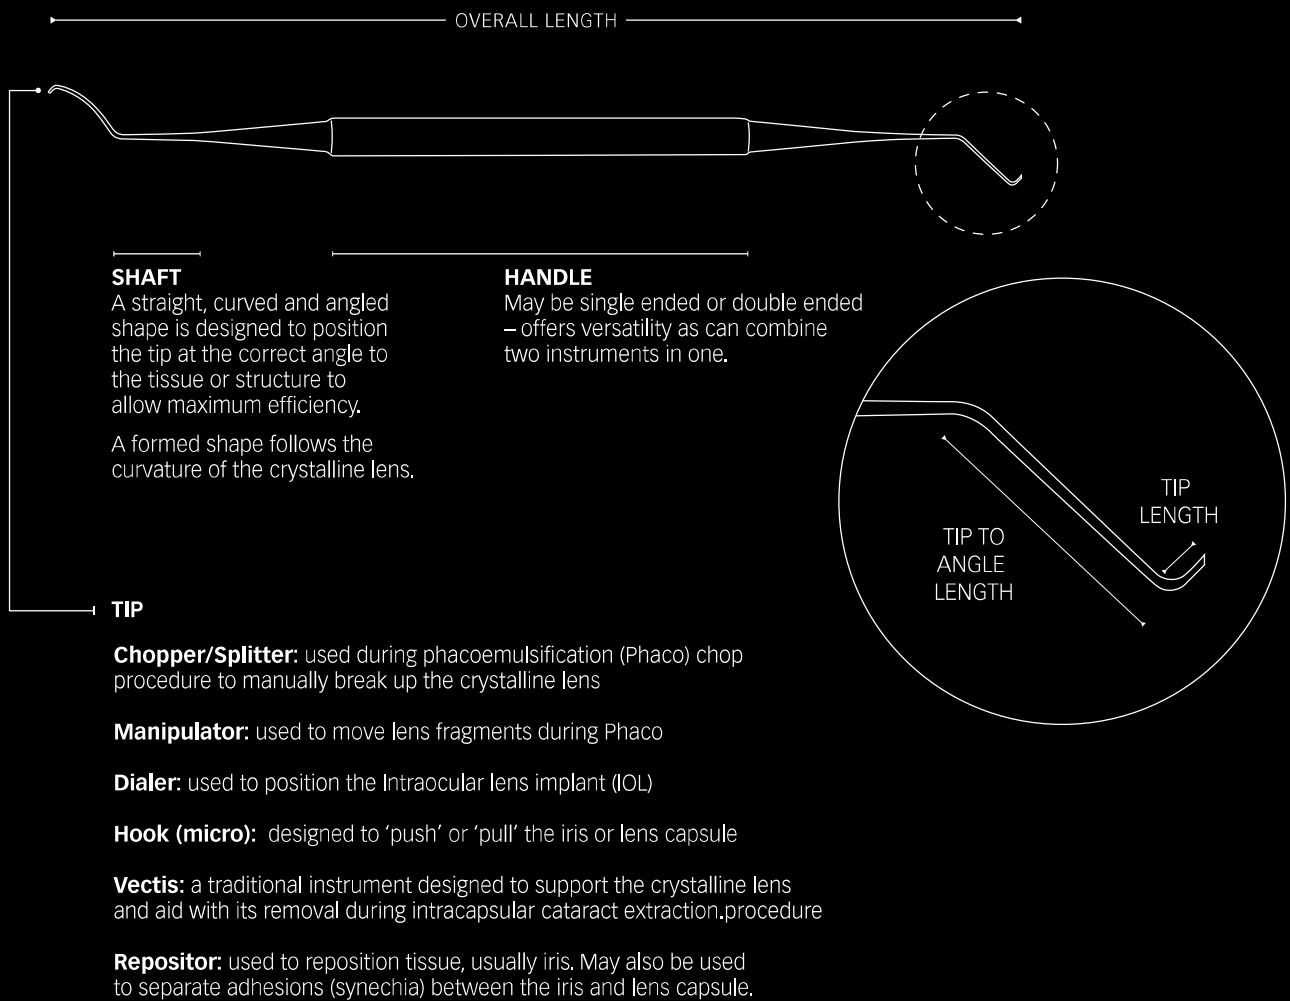 OVERALL LENGTH
SHAFT
A straight, curved and angled
shape is designed to position
the tip at the correct angle to
the tissue or structure to
allow maximum efficiency.
A formed shape follows the
curvature of the crystalline lens.
HANDLE
May be single ended or double ended
– offers versatility as can combine
two instruments in one.
TIP
LENGTH
TIP TO
ANGLE
LENGTH
TIP
Chopper/Splitter: used during phacoemulsification (Phaco) chop
procedure to manually break up the crystalline lens
Manipulator: used to move lens fragments during Phaco
Dialer: used to position the Intraocular lens implant (IOL)
Hook (micro): designed to ‘push’ or ‘pull’ the iris or lens capsule
Vectis: a traditional instrument designed to support the crystalline lens
and aid with its removal during intracapsular cataract extraction.procedure
Repositor: used to reposition tissue, usually iris. May also be used
to separate adhesions (synechia) between the iris and lens capsule.